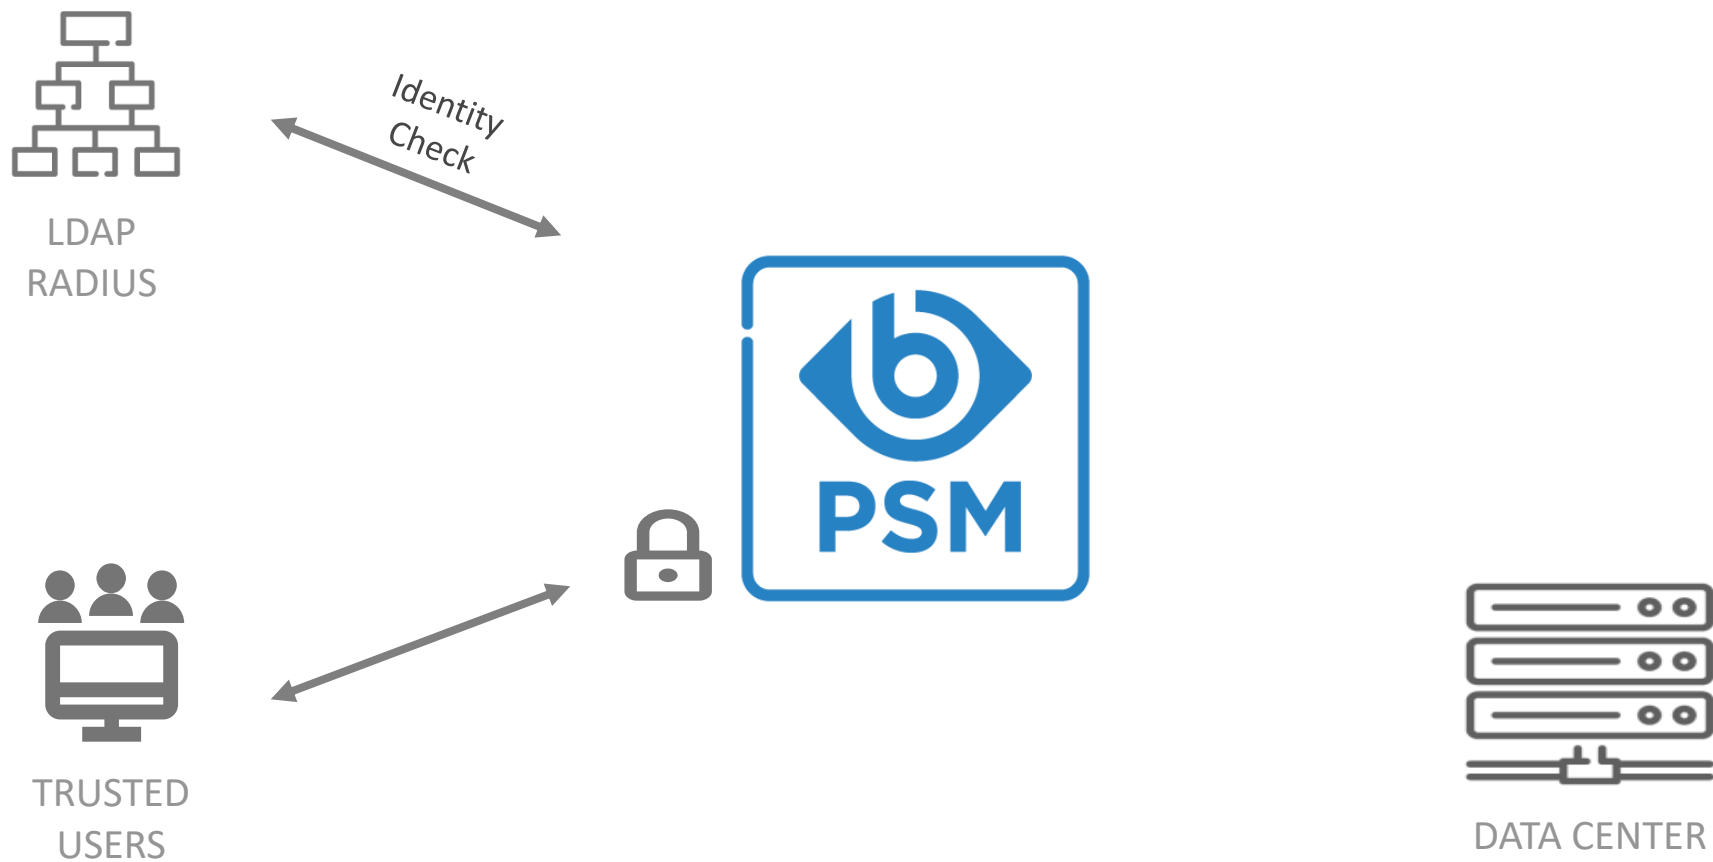 Identity
Check
LDAP
RADIUS
b
PSM
TRUSTED
USERS
DATA CENTER